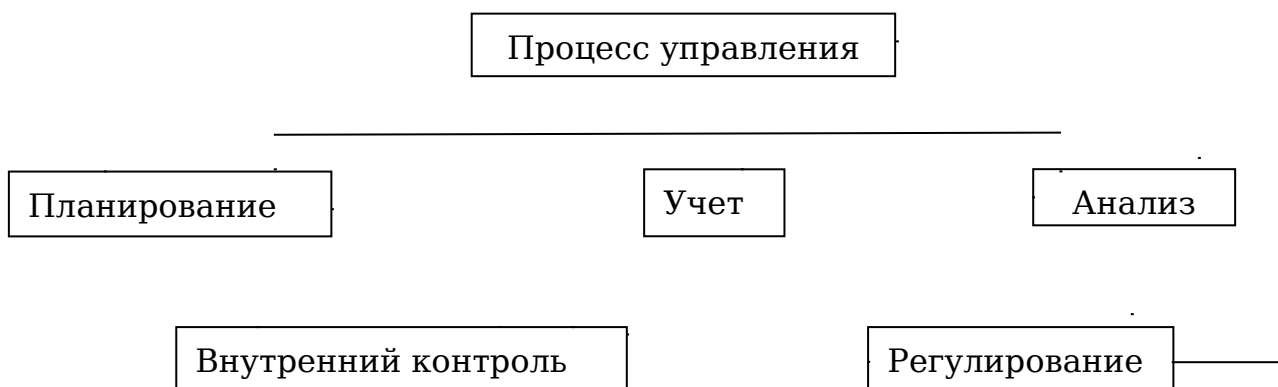 Процесс управления
Планирование
Учет
Анализ
Внутренний контроль
Регулирование